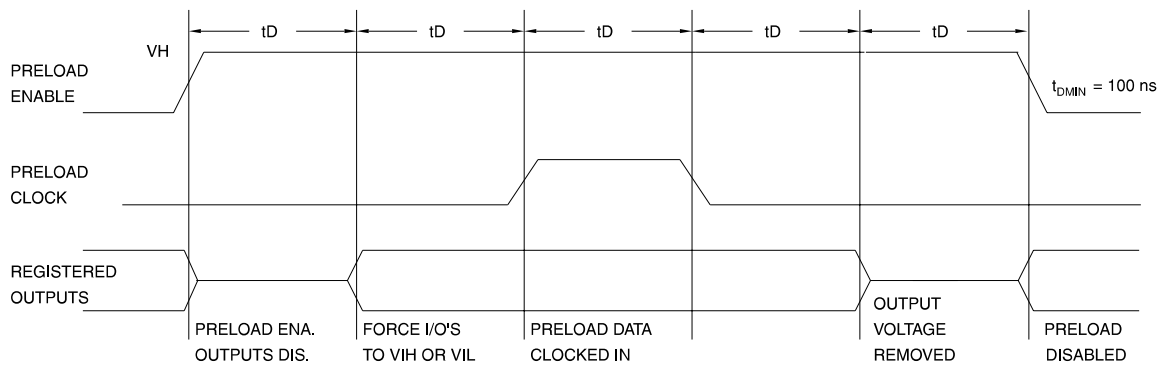 tD tD tD tD tD
VH
PRELOAD
ENABLE
t_DMIN = 100 ns
PRELOAD
CLOCK
REGISTERED
OUTPUTS
PRELOAD ENA.
OUTPUTS DIS.
FORCE I/O'S
TO VIH OR VIL
PRELOAD DATA
CLOCKED IN
OUTPUT
VOLTAGE
REMOVED
PRELOAD
DISABLED